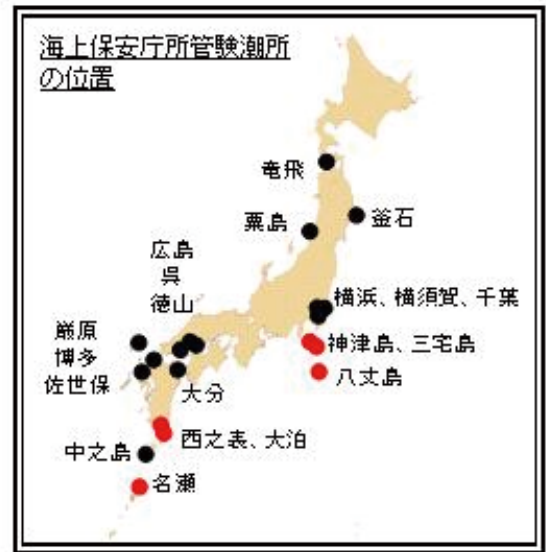 海上保安庁所管験潮所
の位置
竜飛
釜石
粟島
広島
呉
徳山
横浜、横須賀、千葉
厳原
博多
佐世保
神津島、三宅島
八丈島
大分
西之表、大泊
中之島
名瀬